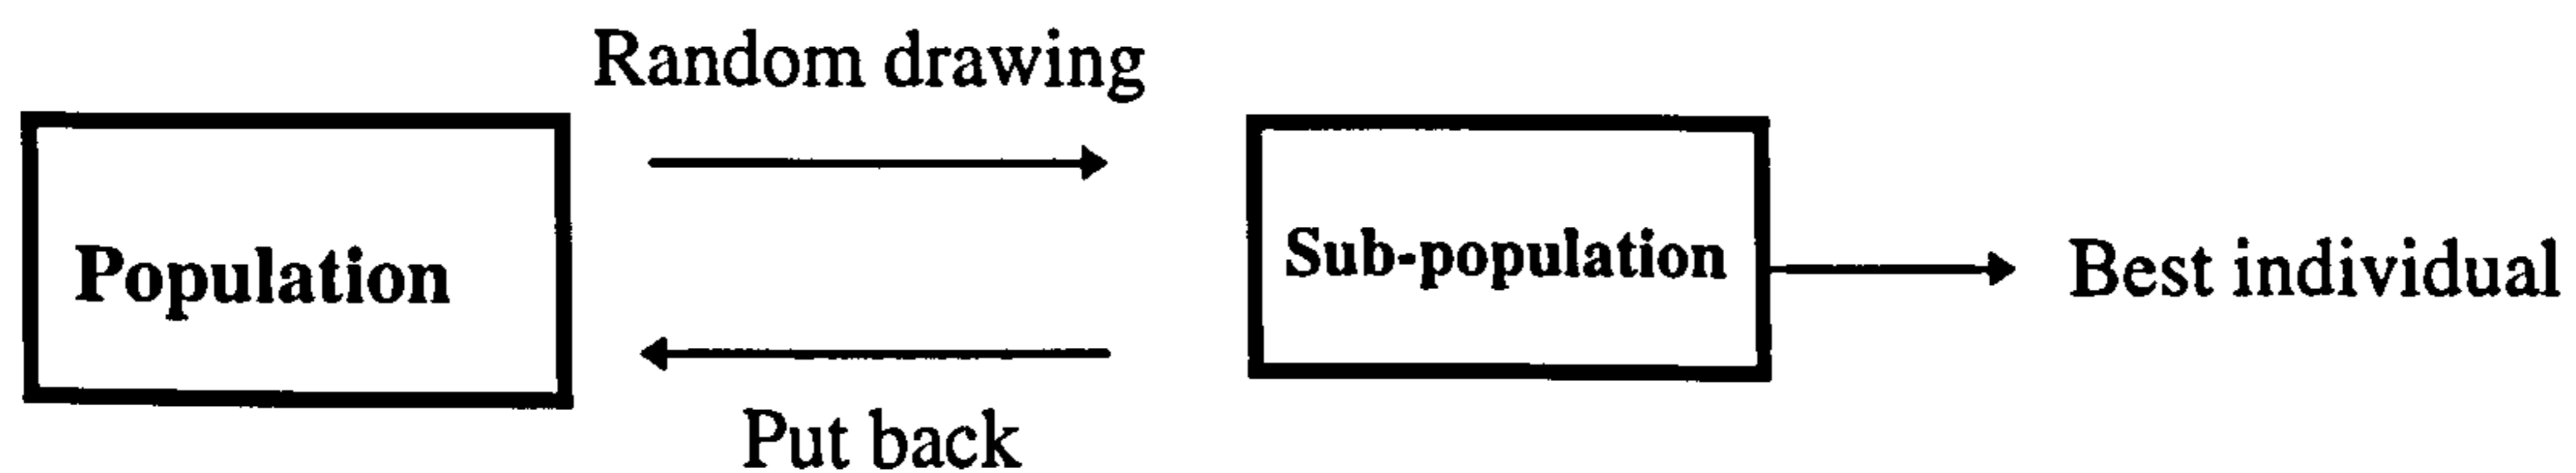 Random drawing
Population
Sub-population
Best individual
Put back